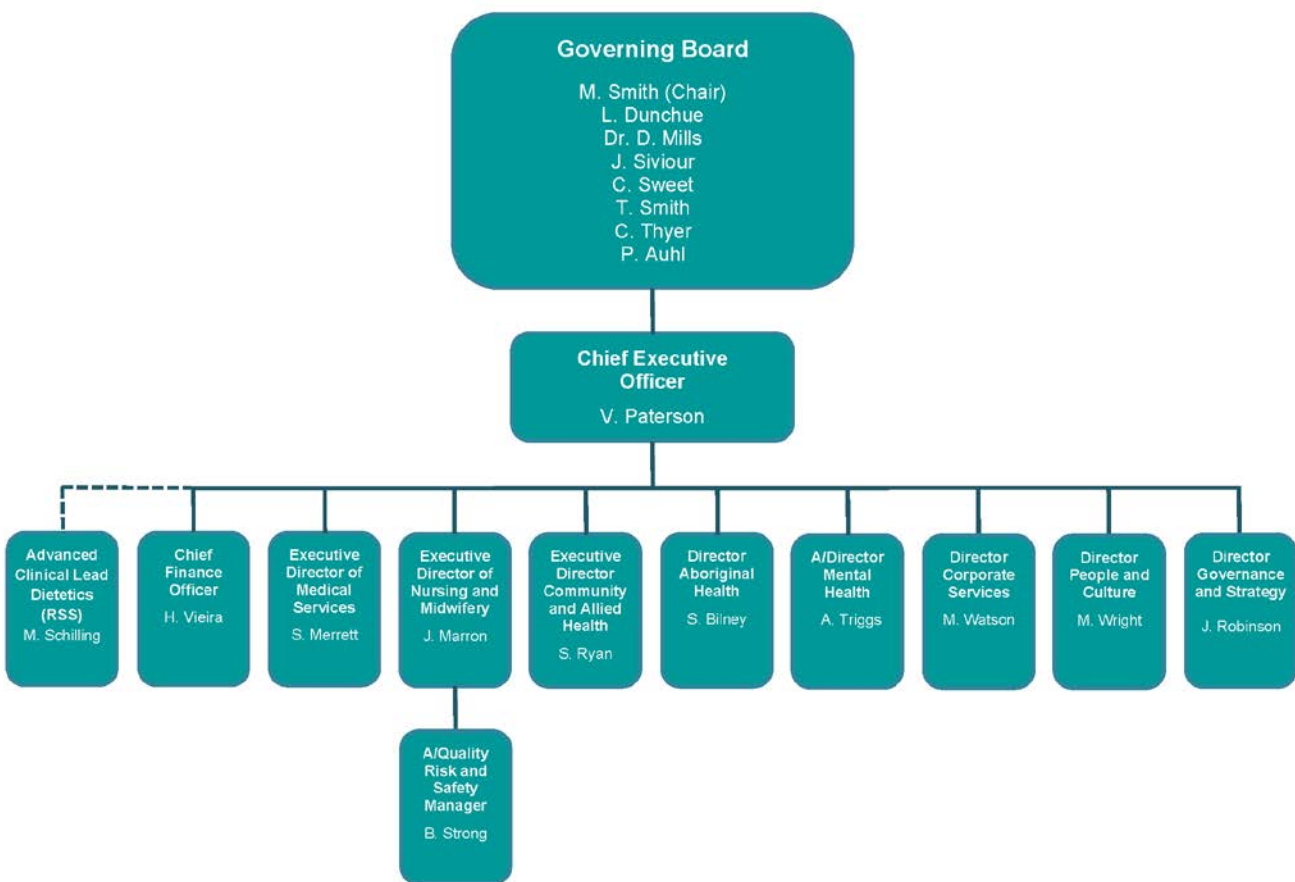 Governing Board
M. Smith (Chair)
L. Dunchue
Dr. D. Mills
J. Siviour
C. Sweet
T. Smith
C. Thyer
P. Auhl
Chief Executive
Officer
V. Paterson
Advanced
Clinical Lead
Dietetics
(RSS)
M. Schilling
Chief
Finance
Officer
H. Vieira
Executive
Director of
Medical
Services
S. Merrett
Executive
Director of
Nursing and
Midwifery
J. Marron
Executive
Director
Community
and Allied
Health
S. Ryan
Director
Aboriginal
Health
S. Bilney
A/Director
Mental
Health
A. Triggs
Director
Corporate
Services
M. Watson
Director
People and
Culture
M. Wright
Director
Governance
and Strategy
J. Robinson
A/Quality
Risk and
Safety
Manager
B. Strong